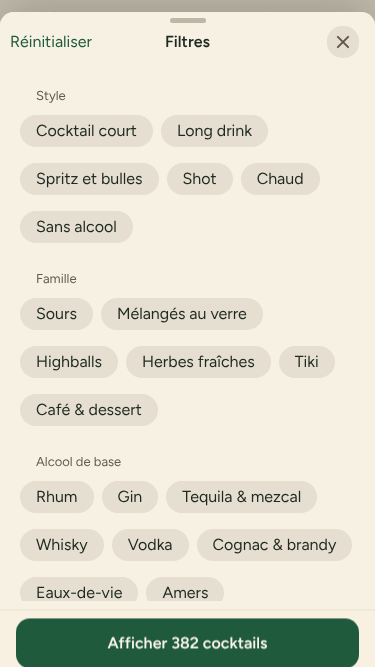 Réinitialiser Filtres
Style
Cocktail court Long drink
Spritz et bulles Shot Chaud
Sans alcool
Famille
Sours Mélangés au verre
Highballs Herbes fraîches Tiki
Café & dessert
Alcool de base
Rhum Gin Tequila & mezcal
Whisky Vodka Cognac & brandy
Eaux-de-vie Amers
Afficher 382 cocktails